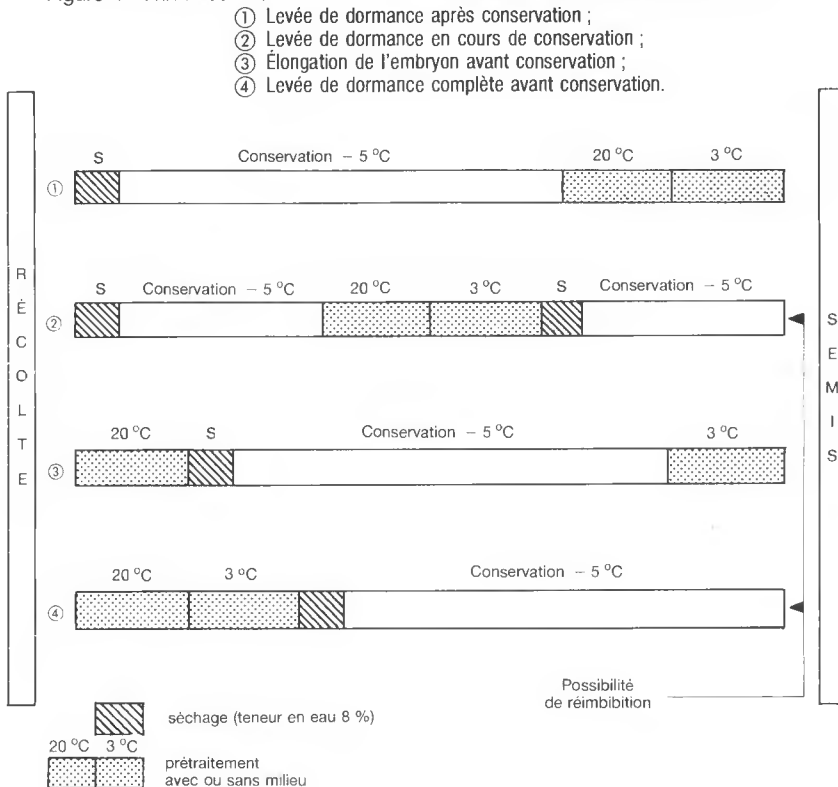 ① Levée de dormance après conservation ;
② Levée de dormance en cours de conservation ;
③ Élongation de l'embryon avant conservation ;
④ Levée de dormance complète avant conservation.
RÉCOLTE
S Conservation – 5 °C 20 °C 3 °C
①
S Conservation – 5 °C 20 °C 3 °C S Conservation – 5 °C
②
20 °C S Conservation – 5 °C 3 °C
③
20 °C 3 °C Conservation – 5 °C
④
SEMIS
Possibilité
de réimbibition
séchage (teneur en eau 8 %)
20 °C 3 °C
prétraitement
avec ou sans milieu